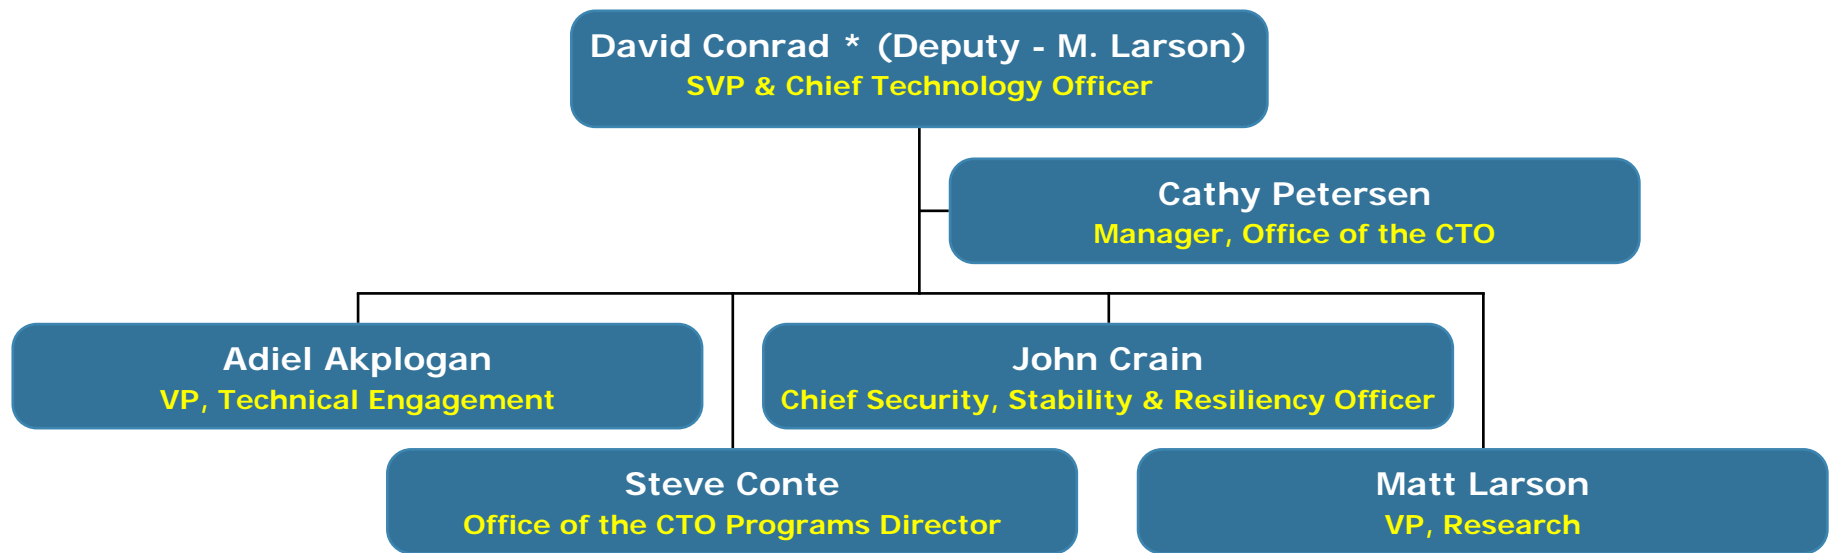 David Conrad * (Deputy - M. Larson)
SVP & Chief Technology Officer
Cathy Petersen
Manager, Office of the CTO
Adiel Akplogan
VP, Technical Engagement
John Crain
Chief Security, Stability & Resiliency Officer
Steve Conte
Office of the CTO Programs Director
Matt Larson
VP, Research